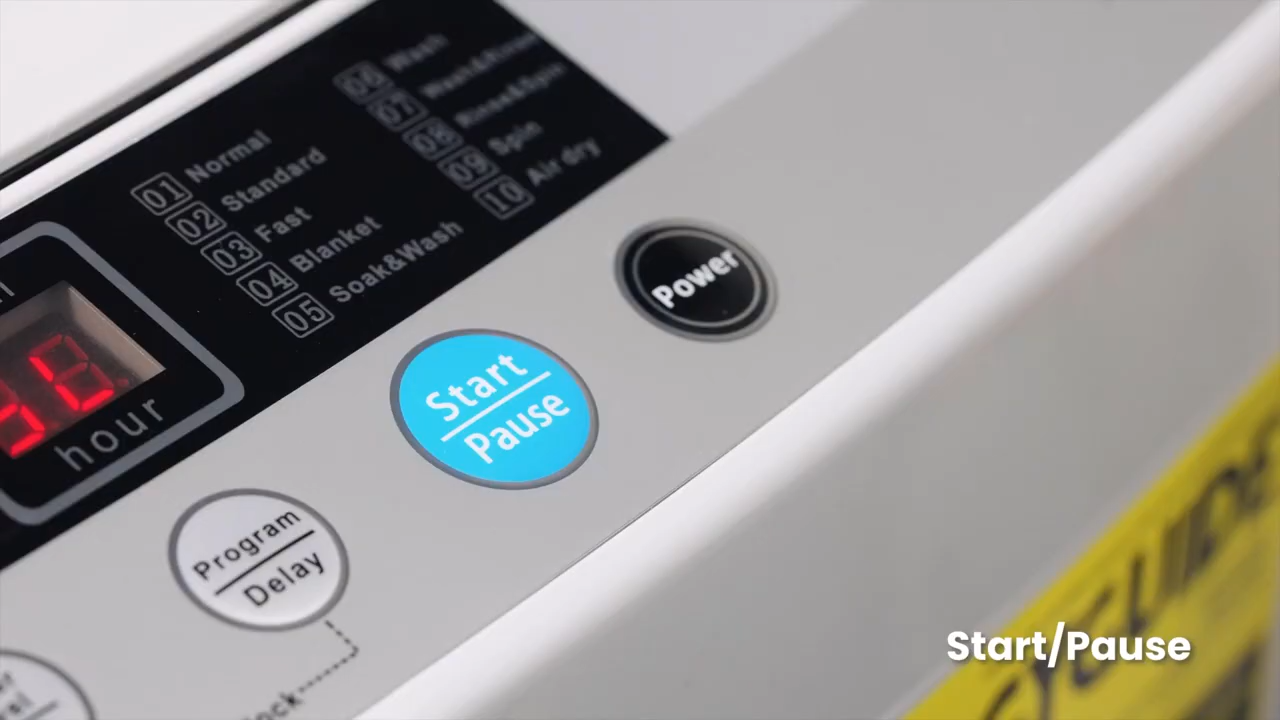 01 Normal
02 Standard
03 Fast
04 Blanket
05 Soak&Wash
06 Wash
07 Wash&Rinse
08 Rinse&Spin
09 Spin
10 Air dry
hour
Power
Start
Pause
Program
Delay
Start/Pause